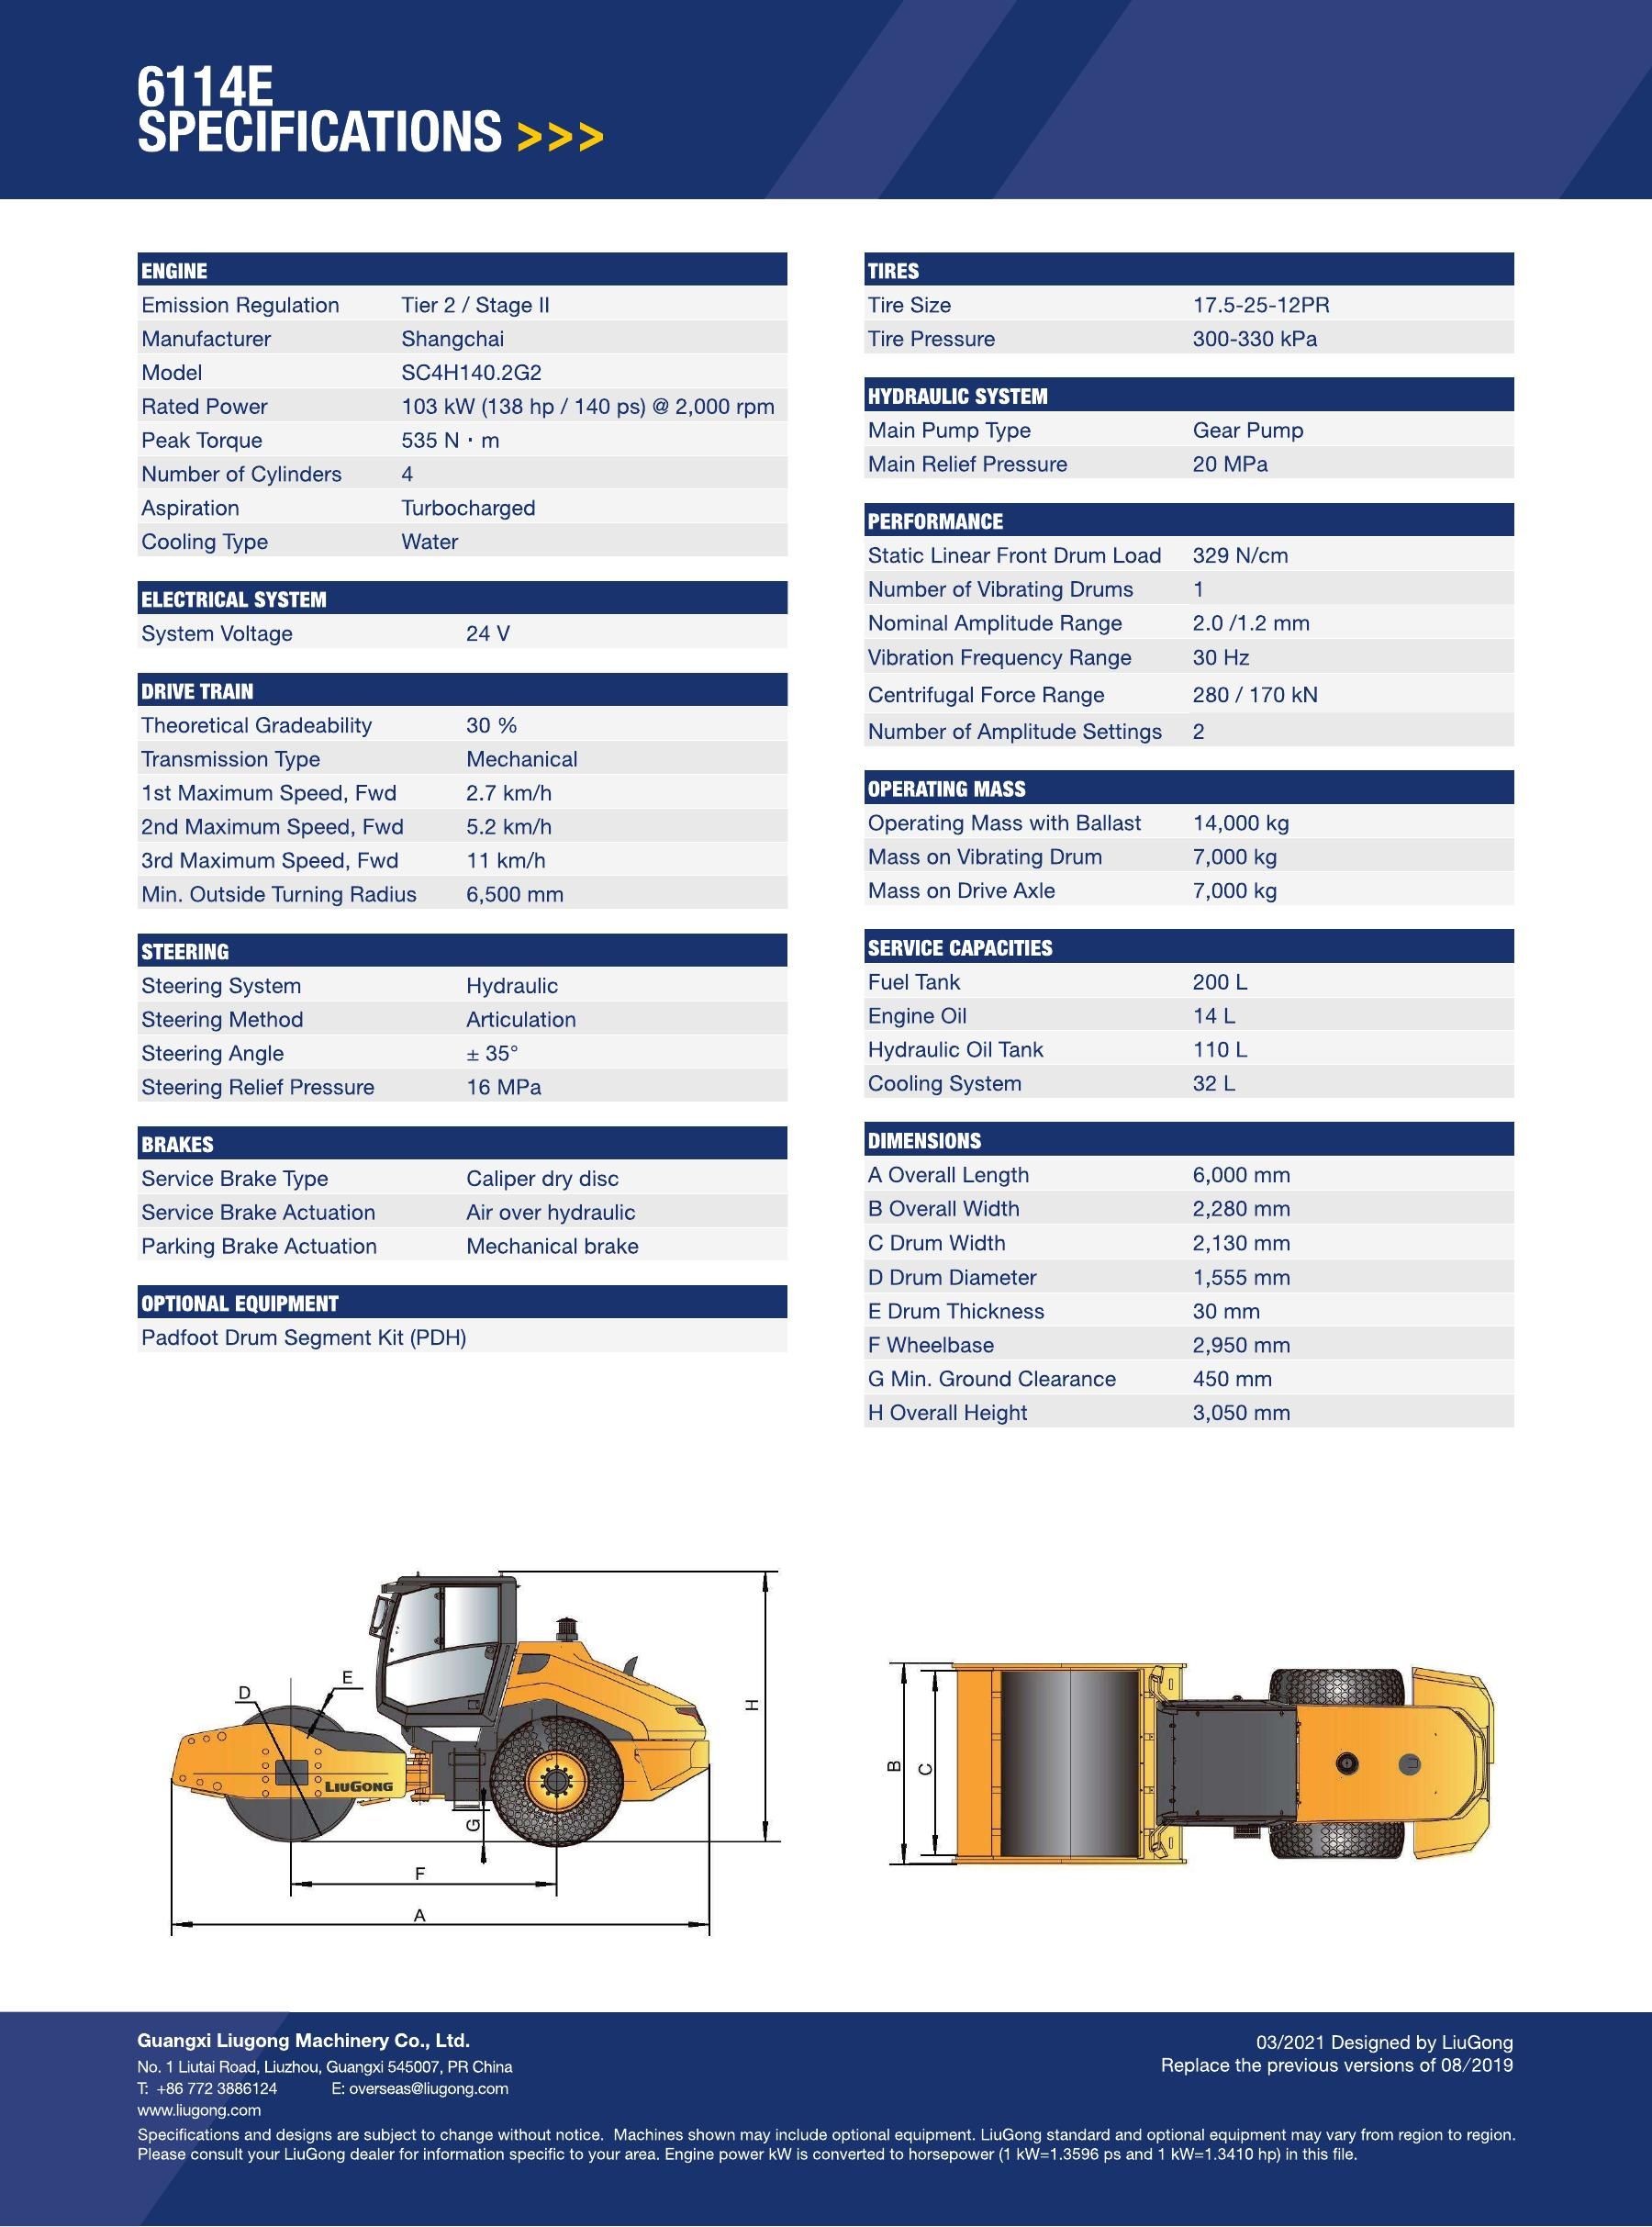 6114E
SPECIFICATIONS >>>
ENGINE
Emission Regulation Tier 2 / Stage II
Manufacturer Shangchai
Model SC4H140.2G2
Rated Power 103 kW (138 hp / 140 ps) @ 2,000 rpm
Peak Torque 535 N · m
Number of Cylinders 4
Aspiration Turbocharged
Cooling Type Water
ELECTRICAL SYSTEM
System Voltage 24 V
DRIVE TRAIN
Theoretical Gradeability 30 %
Transmission Type Mechanical
1st Maximum Speed, Fwd 2.7 km/h
2nd Maximum Speed, Fwd 5.2 km/h
3rd Maximum Speed, Fwd 11 km/h
Min. Outside Turning Radius 6,500 mm
STEERING
Steering System Hydraulic
Steering Method Articulation
Steering Angle ± 35°
Steering Relief Pressure 16 MPa
BRAKES
Service Brake Type Caliper dry disc
Service Brake Actuation Air over hydraulic
Parking Brake Actuation Mechanical brake
OPTIONAL EQUIPMENT
Padfoot Drum Segment Kit (PDH)
TIRES
Tire Size 17.5-25-12PR
Tire Pressure 300-330 kPa
HYDRAULIC SYSTEM
Main Pump Type Gear Pump
Main Relief Pressure 20 MPa
PERFORMANCE
Static Linear Front Drum Load 329 N/cm
Number of Vibrating Drums 1
Nominal Amplitude Range 2.0 /1.2 mm
Vibration Frequency Range 30 Hz
Centrifugal Force Range 280 / 170 kN
Number of Amplitude Settings 2
OPERATING MASS
Operating Mass with Ballast 14,000 kg
Mass on Vibrating Drum 7,000 kg
Mass on Drive Axle 7,000 kg
SERVICE CAPACITIES
Fuel Tank 200 L
Engine Oil 14 L
Hydraulic Oil Tank 110 L
Cooling System 32 L
DIMENSIONS
A Overall Length 6,000 mm
B Overall Width 2,280 mm
C Drum Width 2,130 mm
D Drum Diameter 1,555 mm
E Drum Thickness 30 mm
F Wheelbase 2,950 mm
G Min. Ground Clearance 450 mm
H Overall Height 3,050 mm
D
E
H
LIUGONG
G
F
A
B
C
Guangxi Liugong Machinery Co., Ltd.
No. 1 Liutai Road, Liuzhou, Guangxi 545007, PR China
T: +86 772 3886124 E: overseas@liugong.com
www.liugong.com
03/2021 Designed by LiuGong
Replace the previous versions of 08/2019
Specifications and designs are subject to change without notice. Machines shown may include optional equipment. LiuGong standard and optional equipment may vary from region to region.
Please consult your LiuGong dealer for information specific to your area. Engine power kW is converted to horsepower (1 kW=1.3596 ps and 1 kW=1.3410 hp) in this file.